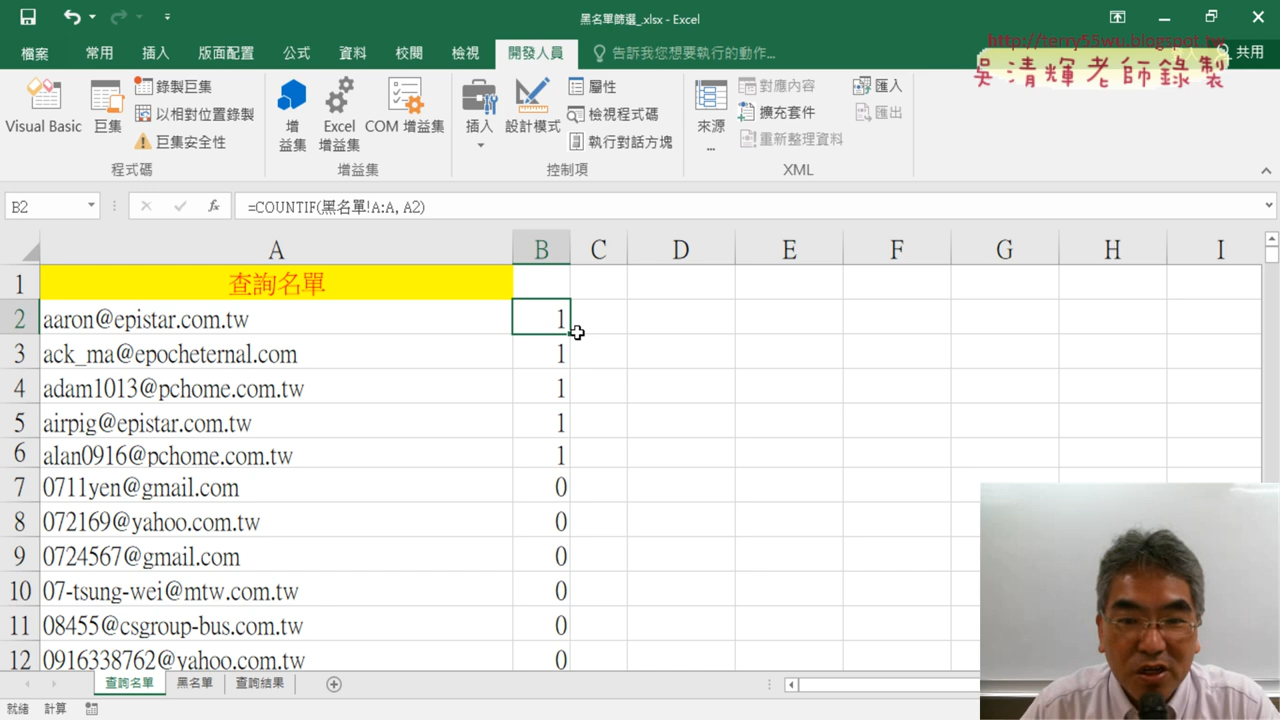 黑名單篩選_.xlsx - Excel
檔案 常用 插入 版面配置 公式 資料 校閱 檢視 開發人員 告訴我您想要執行的動作... 共用
http://terry55wu.blogspot.tw
吳清輝老師錄製
Visual Basic 巨集 錄製巨集 以相對位置錄製 巨集安全性
增益集 Excel 增益集 COM 增益集
插入 設計模式 屬性 檢視程式碼 執行對話方塊
來源... 對應內容 擴充套件 重新整理資料 匯入 匯出
程式碼 增益集 控制項 XML
B2 fx =COUNTIF(黑名單!A:A, A2)
A B C D E F G H I
1 查詢名單
2 aaron@epistar.com.tw 1
3 ack_ma@epocheternal.com 1
4 adam1013@pchome.com.tw 1
5 airpig@epistar.com.tw 1
6 alan0916@pchome.com.tw 1
7 0711yen@gmail.com 0
8 072169@yahoo.com.tw 0
9 0724567@gmail.com 0
10 07-tsung-wei@mtw.com.tw 0
11 08455@csgroup-bus.com.tw 0
12 0916338762@yahoo.com.tw 0
查詢名單 黑名單 查詢結果
就緒 計算